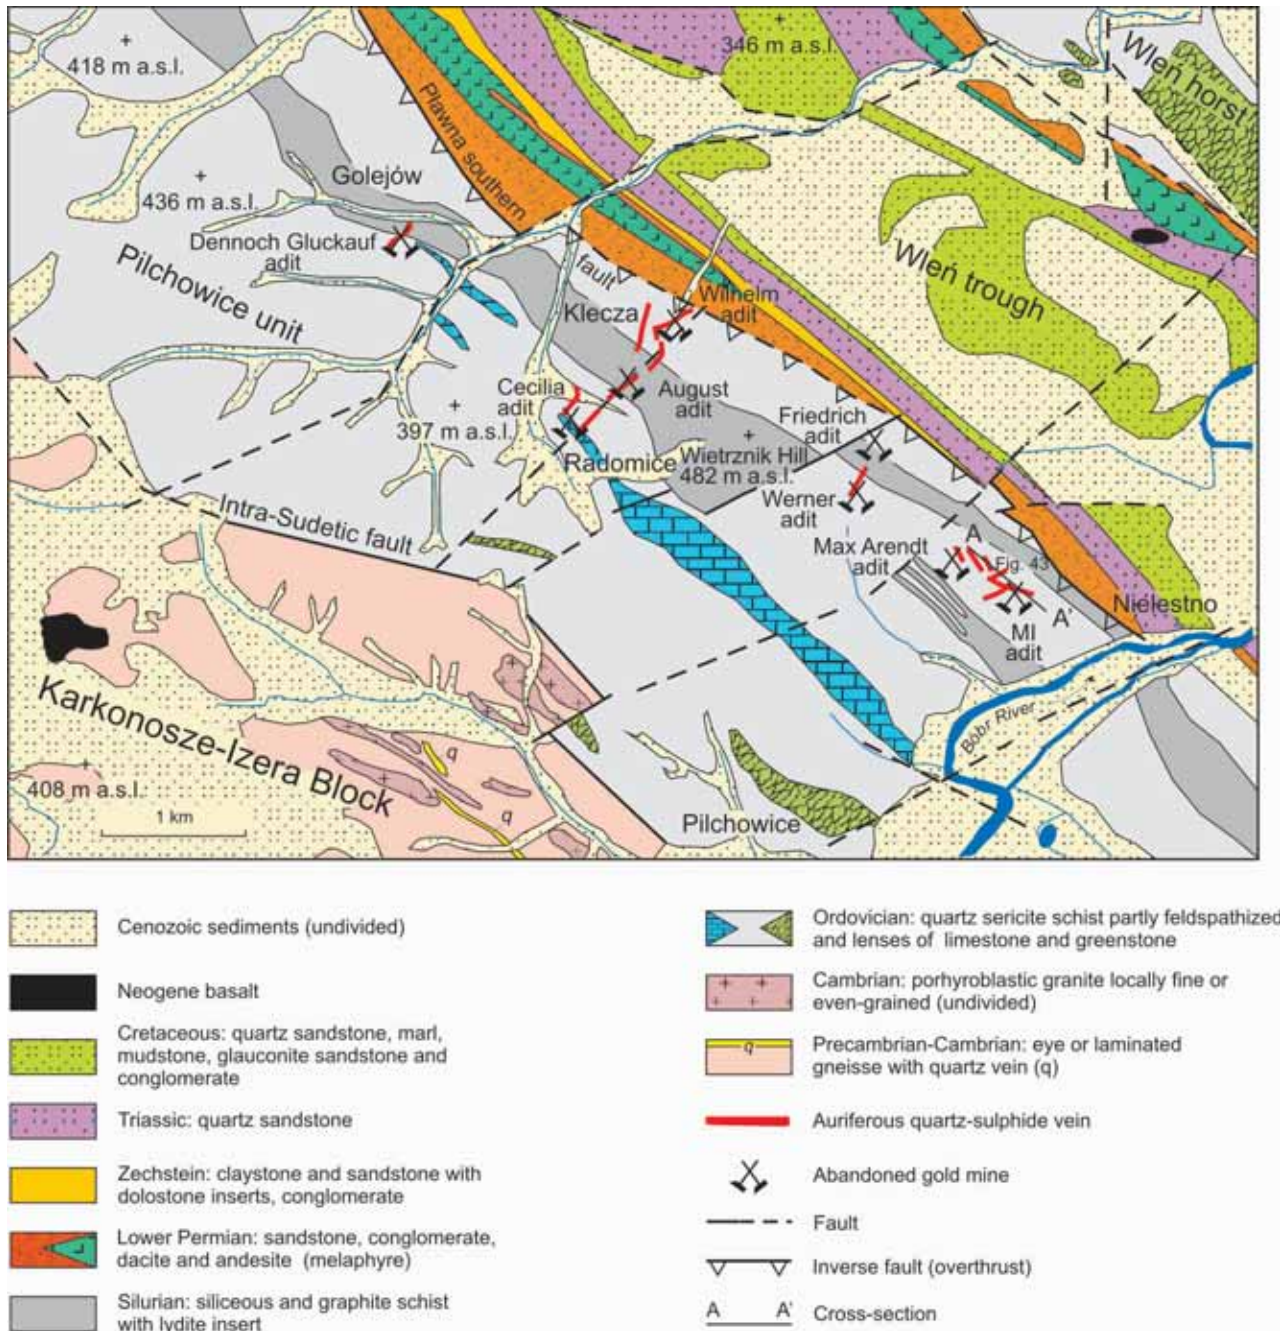 418 m a.s.l.
346 m a.s.l.
Wleń horst
Pławna southern
Golejów
436 m a.s.l.
Dennoch Gluckauf
adit
Pilchowice unit
fault
Klecza
Wilhelm
adit
Wleń trough
Cecilia
adit
August
adit
397 m a.s.l.
Friedrich
adit
Radomice
Wietrznik Hill
482 m a.s.l.
Werner
adit
Intra-Sudetic fault
Max Arendt
adit
A
Fig. 43
A'
MI
adit
Nielestno
Karkonosze-Izera Block
Bóbr River
q
q
408 m a.s.l.
1 km
Pilchowice
Cenozoic sediments (undivided)
Neogene basalt
Cretaceous: quartz sandstone, marl,
mudstone, glauconite sandstone and
conglomerate
Triassic: quartz sandstone
Zechstein: claystone and sandstone with
dolostone inserts, conglomerate
Lower Permian: sandstone, conglomerate,
dacite and andesite (melaphyre)
Silurian: siliceous and graphite schist
with lydite insert
Ordovician: quartz sericite schist partly feldspathized
and lenses of limestone and greenstone
Cambrian: porhyroblastic granite locally fine or
even-grained (undivided)
q
Precambrian-Cambrian: eye or laminated
gneisse with quartz vein (q)
Auriferous quartz-sulphide vein
Abandoned gold mine
Fault
Inverse fault (overthrust)
A A'
Cross-section